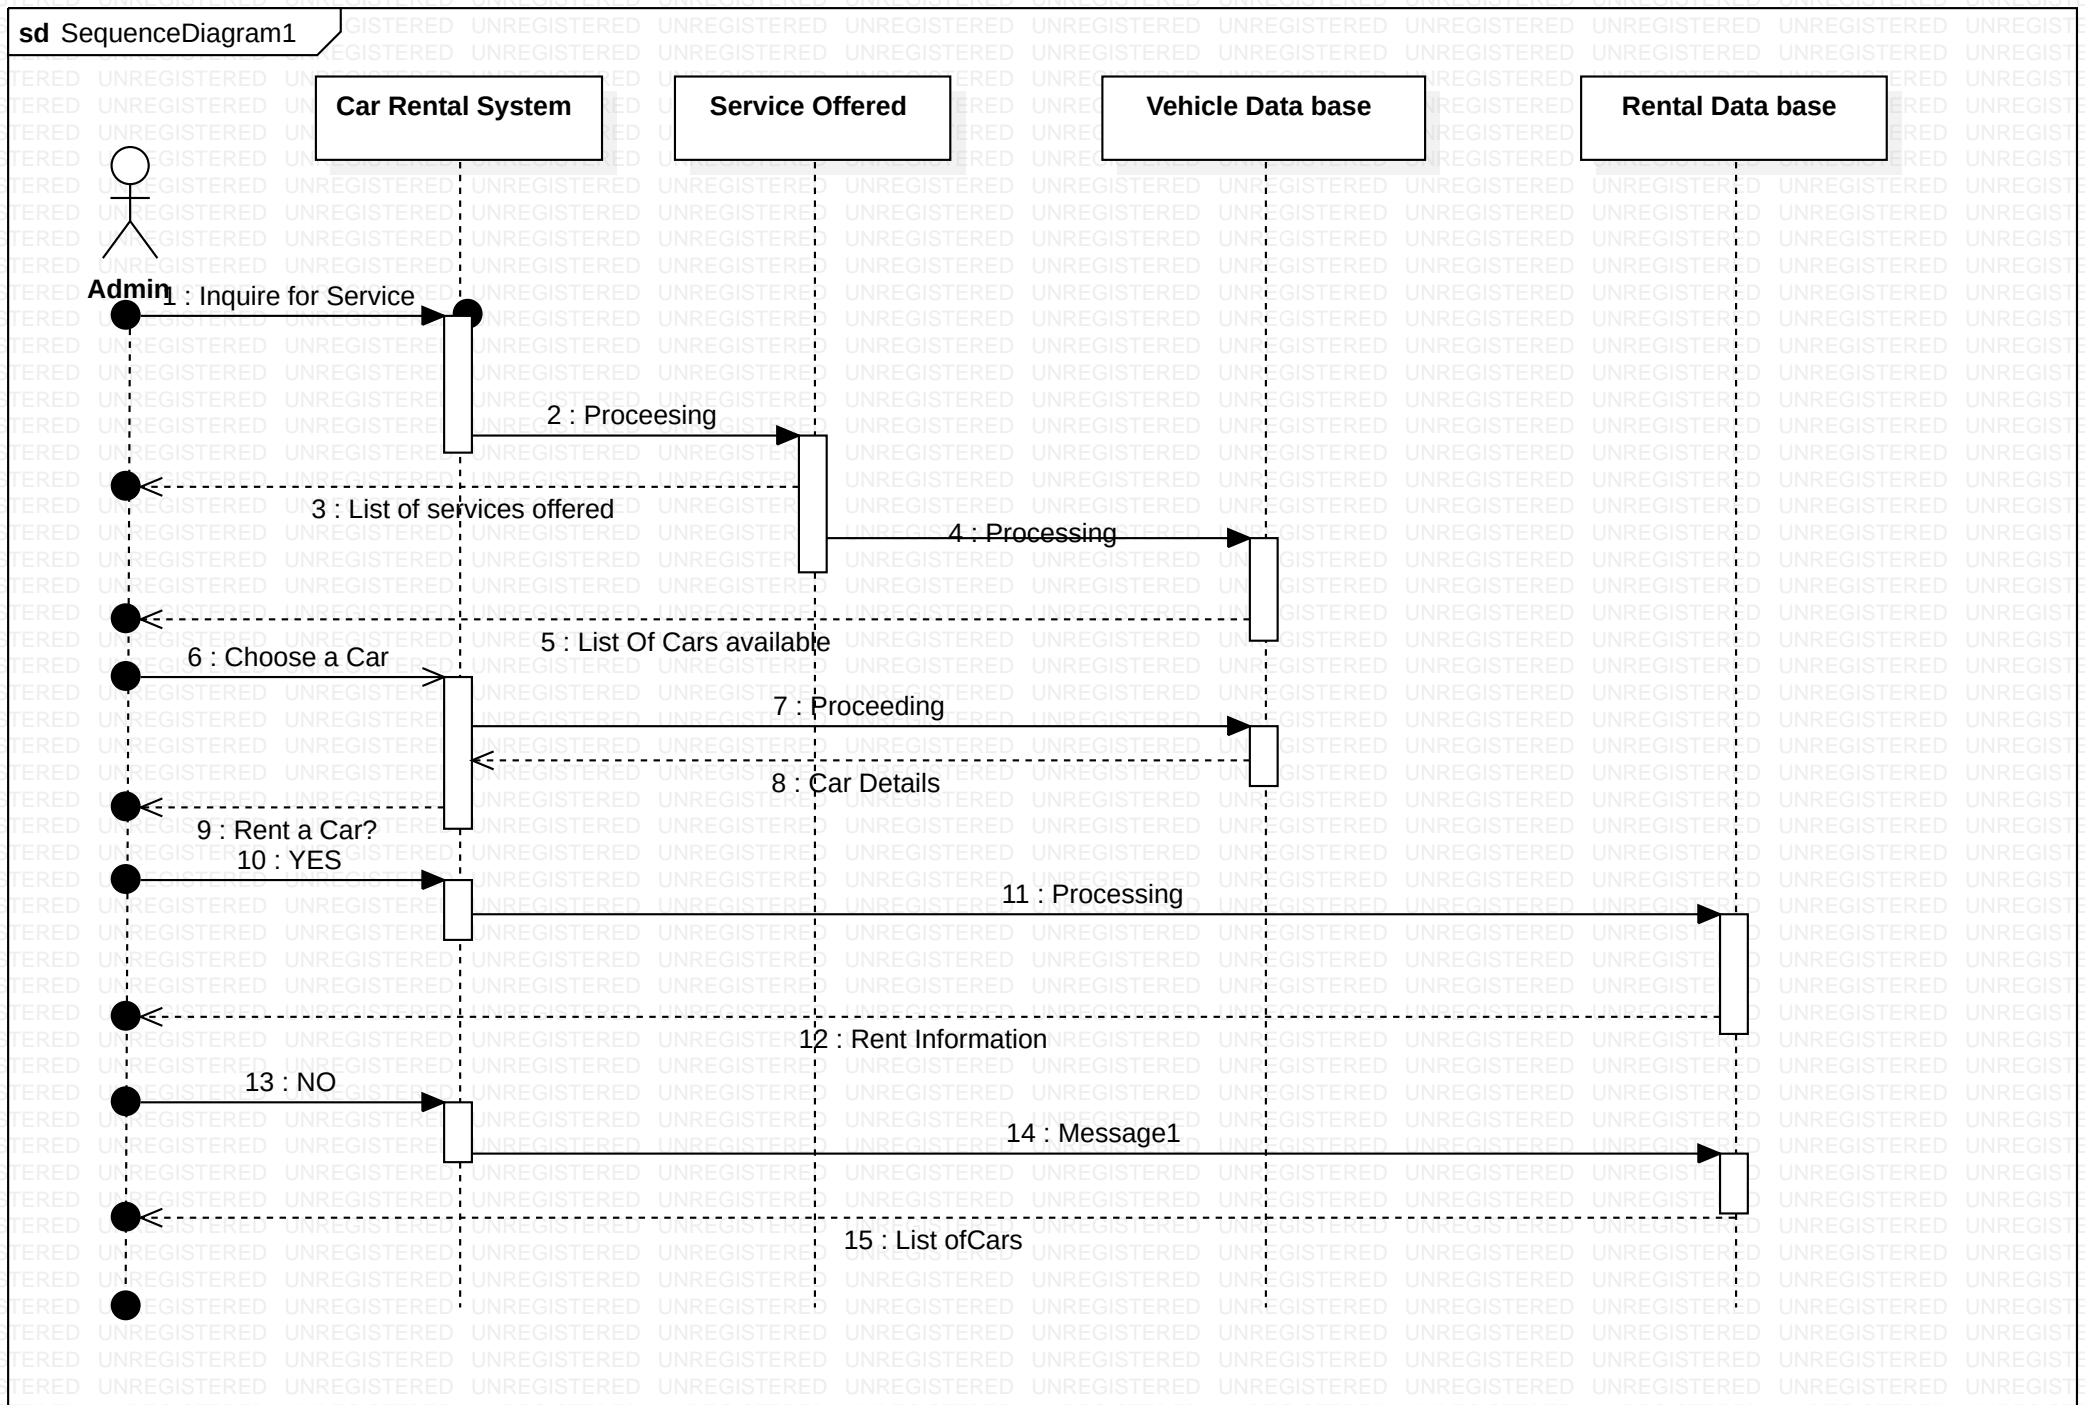 sd SequenceDiagram1
Car Rental System
Service Offered
Vehicle Data base
Rental Data base
Admin
1 : Inquire for Service
2 : Proceesing
3 : List of services offered
4 : Processing
5 : List Of Cars available
6 : Choose a Car
7 : Proceeding
8 : Car Details
9 : Rent a Car?
10 : YES
11 : Processing
12 : Rent Information
13 : NO
14 : Message1
15 : List ofCars
UNREGISTERED